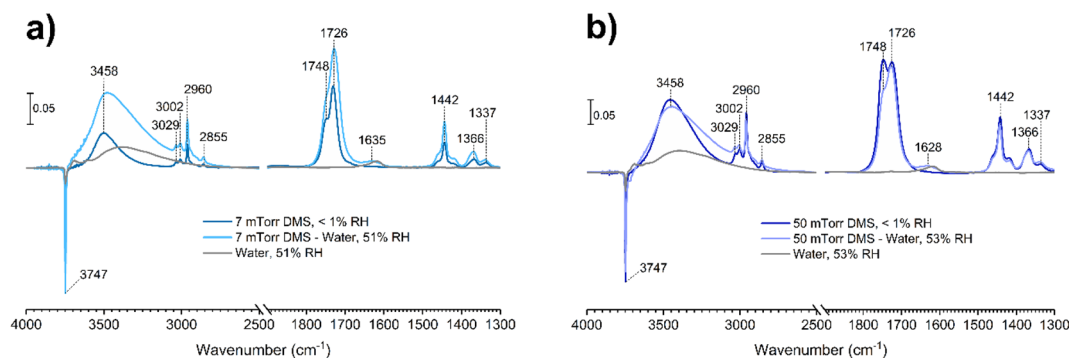 a)
1726
1748
3458
3002
2960
3029
2855
1442
1366
1337
1635
0.05
7 mTorr DMS, < 1% RH
7 mTorr DMS - Water, 51% RH
Water, 51% RH
3747
4000 3500 3000 2500 1800 1700 1600 1500 1400 1300
Wavenumber (cm⁻¹)
b)
1748 1726
3458
3002
2960
3029
2855
1442
1366
1337
1628
0.05
50 mTorr DMS, < 1% RH
50 mTorr DMS - Water, 53% RH
Water, 53% RH
3747
4000 3500 3000 2500 1800 1700 1600 1500 1400 1300
Wavenumber (cm⁻¹)